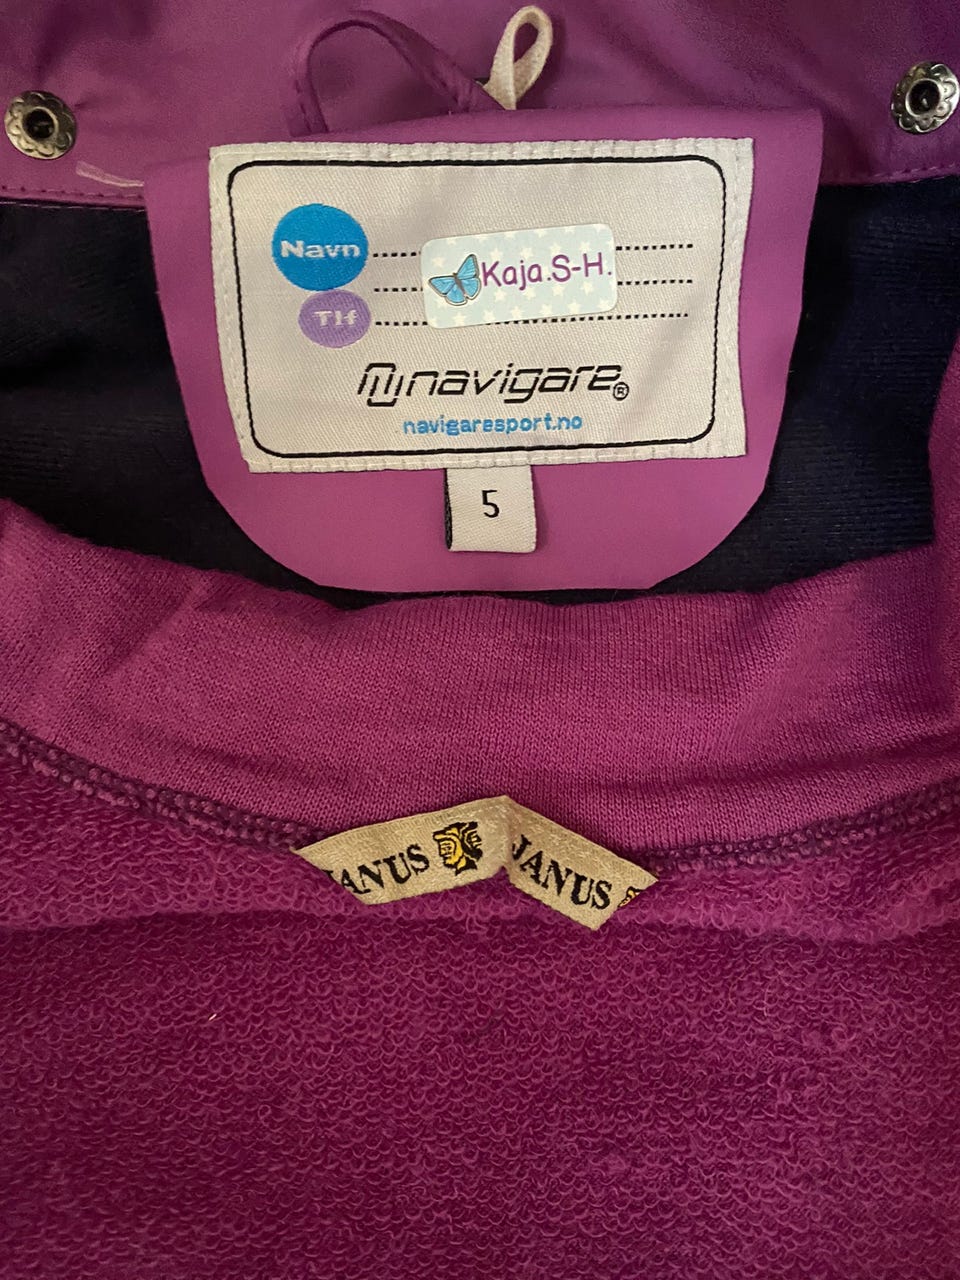 Navn
Kaja.S-H.
Tlf
navigare®
navigaresport.no
5
JANUS JANUS